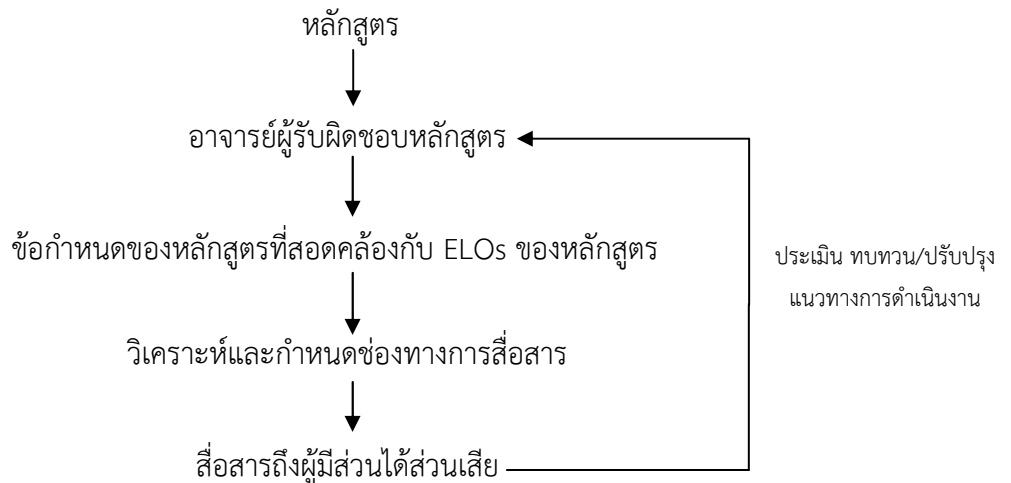 หลักสูตร
อาจารย์ผู้รับผิดชอบหลักสูตร
ข้อกำหนดของหลักสูตรที่สอดคล้องกับ ELOs ของหลักสูตร
ประเมิน ทบทวน/ปรับปรุง
แนวทางการดำเนินงาน
วิเคราะห์และกำหนดช่องทางการสื่อสาร
สื่อสารถึงผู้มีส่วนได้ส่วนเสีย